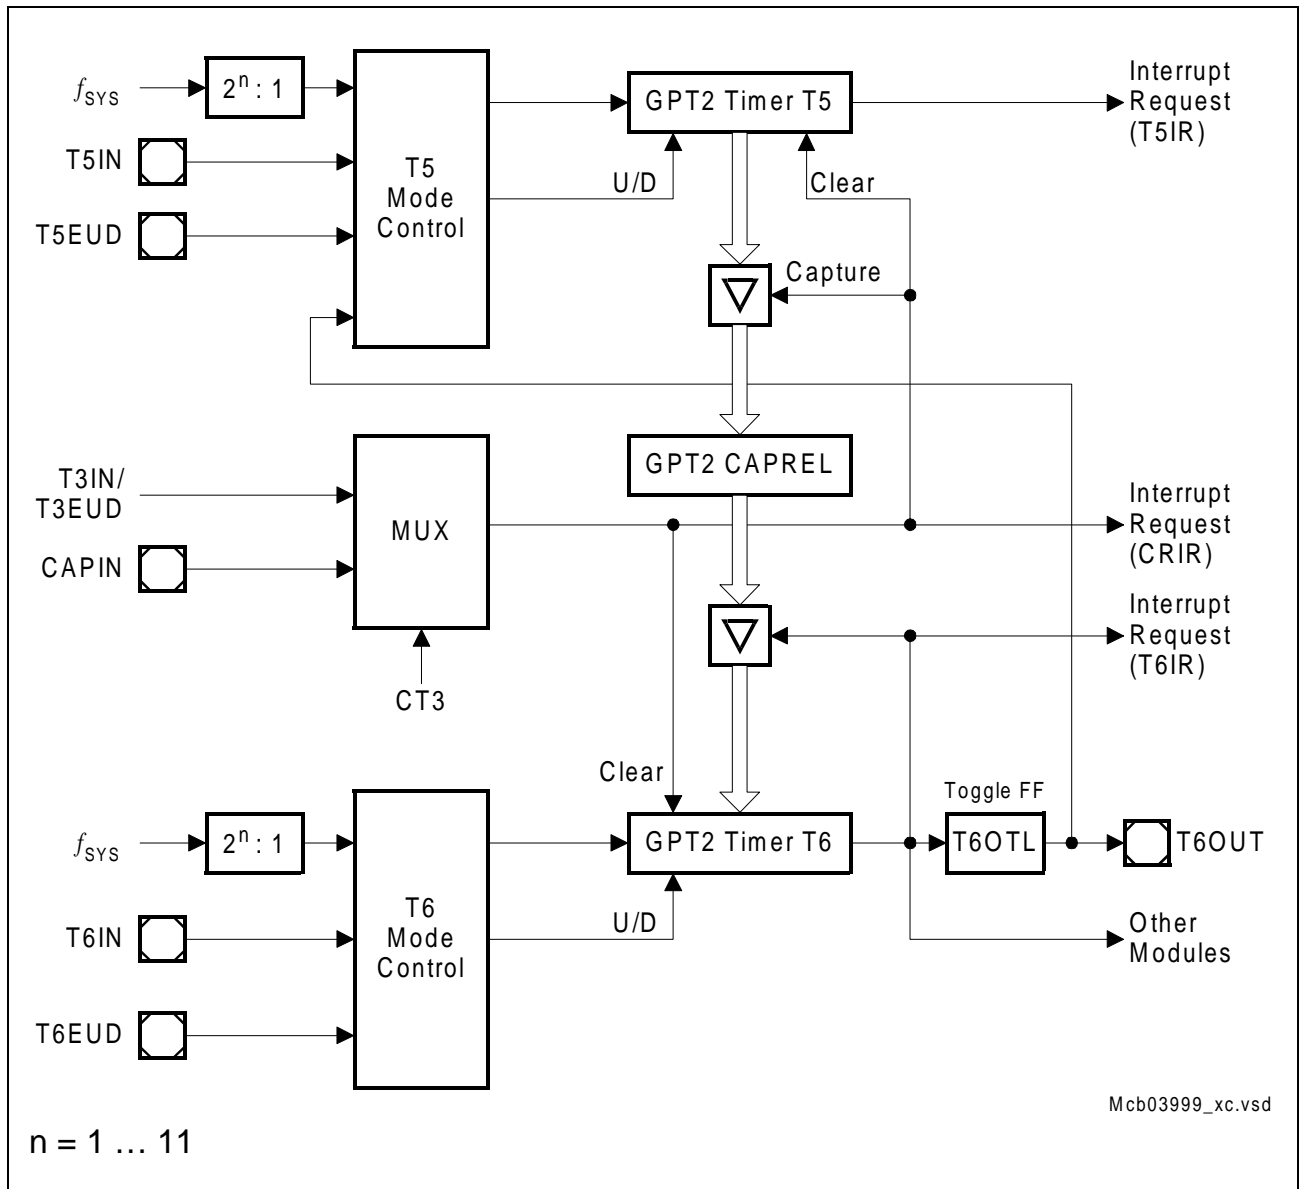 fSYS
2n : 1
T5IN
T5EUD
T5
Mode
Control
GPT2 Timer T5
Interrupt
Request
(T5IR)
U/D
Clear
Capture
T3IN/
T3EUD
CAPIN
MUX
CT3
GPT2 CAPREL
Interrupt
Request
(CRIR)
Interrupt
Request
(T6IR)
Clear
Toggle FF
fSYS
2n : 1
T6IN
T6EUD
T6
Mode
Control
GPT2 Timer T6
T6OTL
T6OUT
U/D
Other
Modules
Mcb03999_xc.vsd
n = 1 … 11